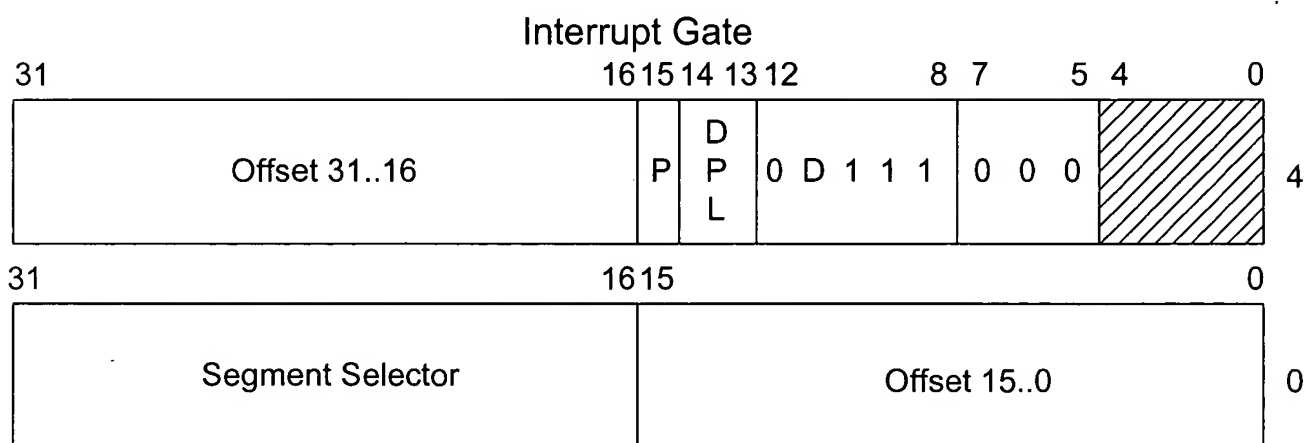 Interrupt Gate
31 16 15 14 13 12 8 7 5 4 0
Offset 31..16 P D P L 0 D 1 1 1 0 0 0 4
31 16 15 0
Segment Selector Offset 15..0 0